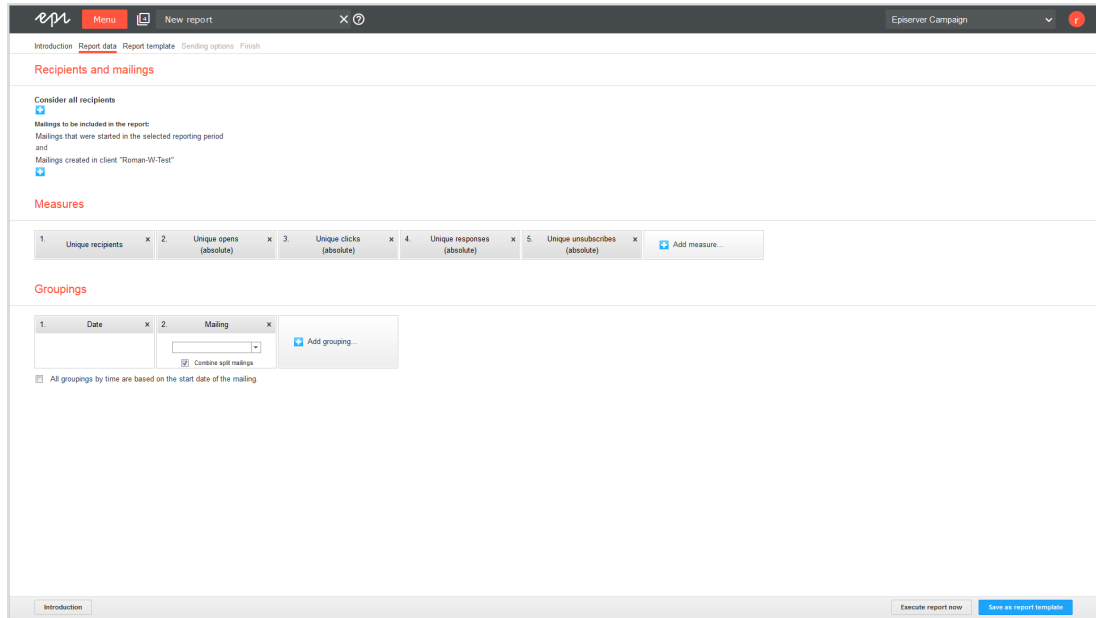 epi Menu 4 New report Episerver Campaign r
Introduction Report data Report template Sending options Finish
Recipients and mailings
Consider all recipients
Mailings to be included in the report:
Mailings that were started in the selected reporting period
and
Mailings created in client "Roman-W-Test"
Measures
1. Unique recipients x 2. Unique opens (absolute) x 3. Unique clicks (absolute) x 4. Unique responses (absolute) x 5. Unique unsubscribes (absolute) x Add measure...
Groupings
1. Date x 2. Mailing x Add grouping...
Combine split mailings
All groupings by time are based on the start date of the mailing.
Introduction Execute report now Save as report template